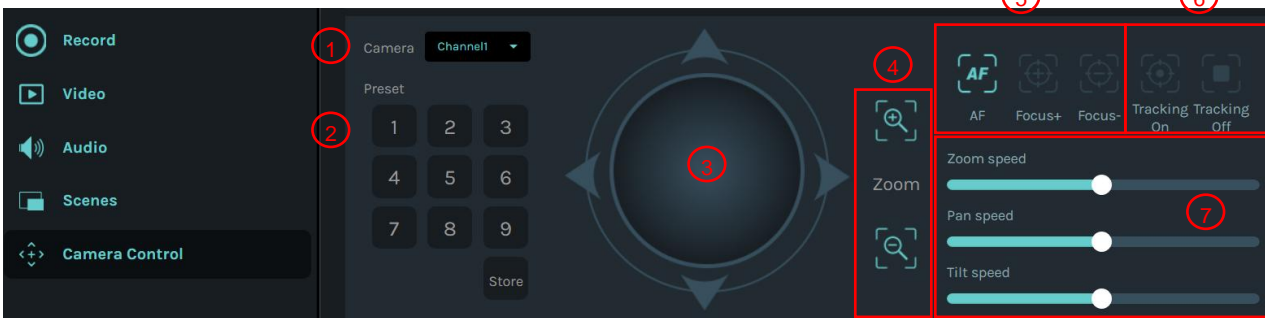 5
6
Record
Video
Audio
Scenes
Camera Control
1
Camera
Channel1
Preset
2
1 2 3
4 5 6
7 8 9
Store
3
4
Zoom
AF
AF
Focus+
Focus-
Tracking On
Tracking Off
Zoom speed
Pan speed
7
Tilt speed